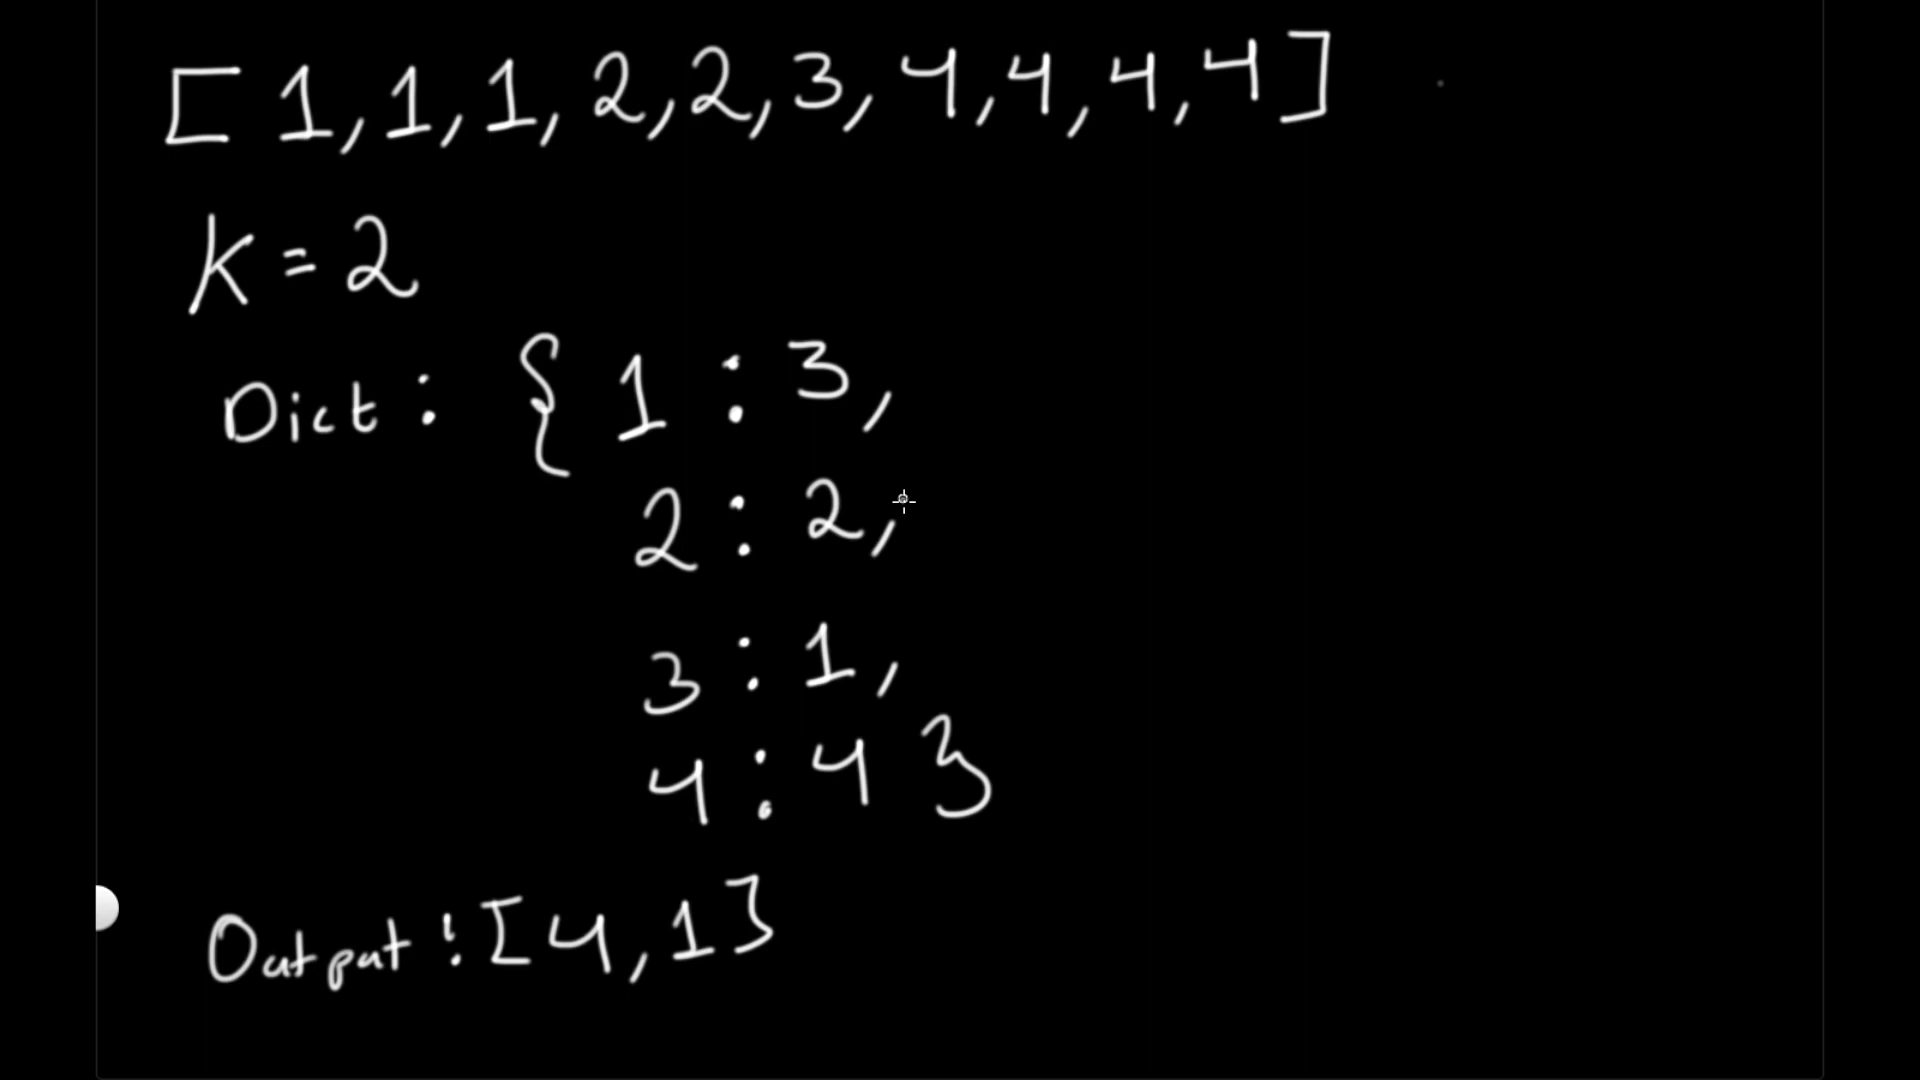 [1,1,1,2,2,3,4,4,4,4]
K=2
Dict: {1:3,
2:2,
3:1,
4:4}
Output:[4,1]